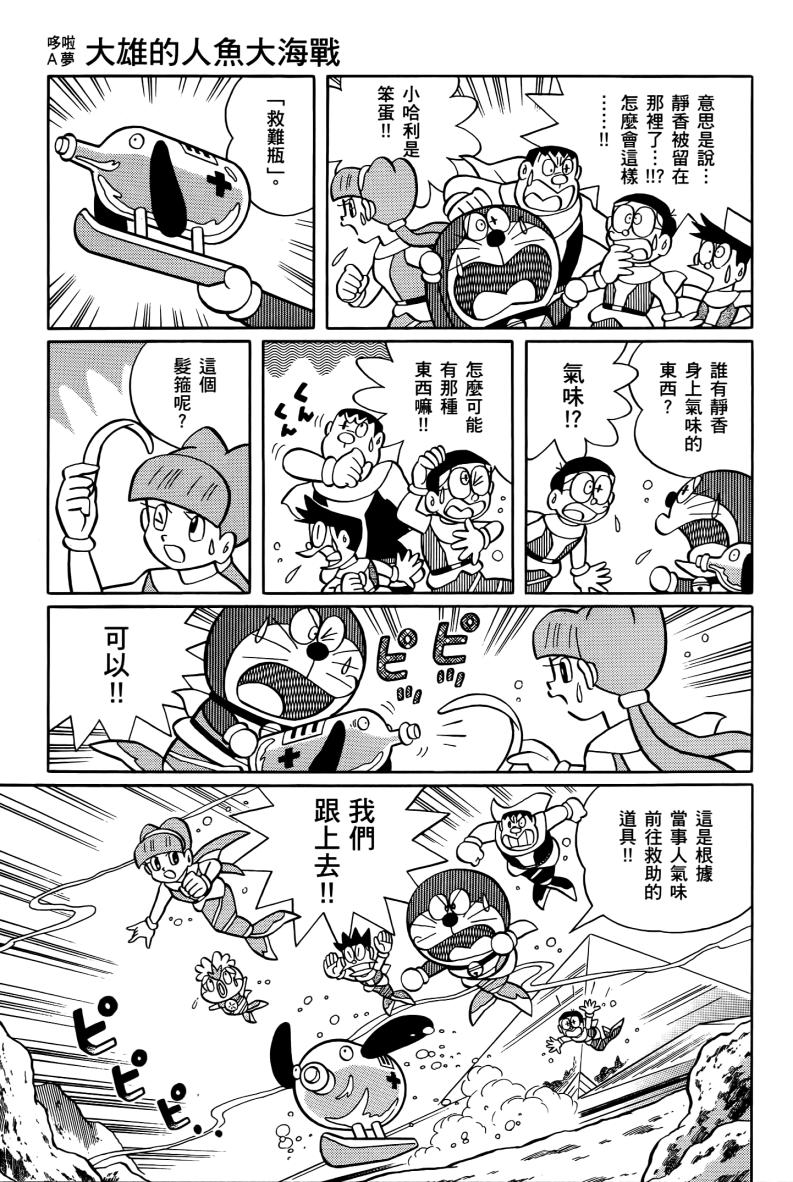 哆啦
A夢
大雄的人魚大海戰
意思是說…
靜香被留在
那裡了…!?
怎麼會這樣
……!!
小哈利是
笨蛋!!
「救難瓶」。
誰有靜香
身上氣味的
東西？
氣味!?
怎麼可能
有那種
東西嘛!!
くん
くん
這個
髮箍呢？
ピピッ
可以!!
這是根據
當事人氣味
前往救助的
道具!!
我們
跟上去!!
ピピピ…